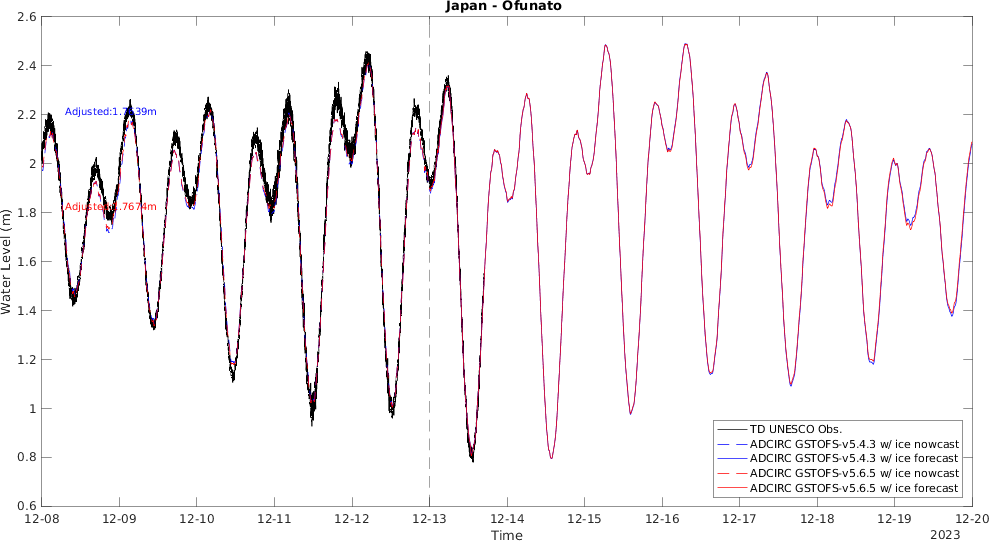 Japan - Ofunato
2.6
2.4
2.2
2
1.8
1.6
1.4
1.2
1
0.8
0.6
Water Level (m)
Adjusted:1.7639m
TD UNESCO Obs.
ADCIRC GSTOFS-v5.4.3 w/ ice nowcast
ADCIRC GSTOFS-v5.4.3 w/ ice forecast
ADCIRC GSTOFS-v5.6.5 w/ ice nowcast
ADCIRC GSTOFS-v5.6.5 w/ ice forecast
12-08
12-09
12-10
12-11
12-12
12-13
12-14
12-15
12-16
12-17
12-18
12-19
12-20
Time
2023